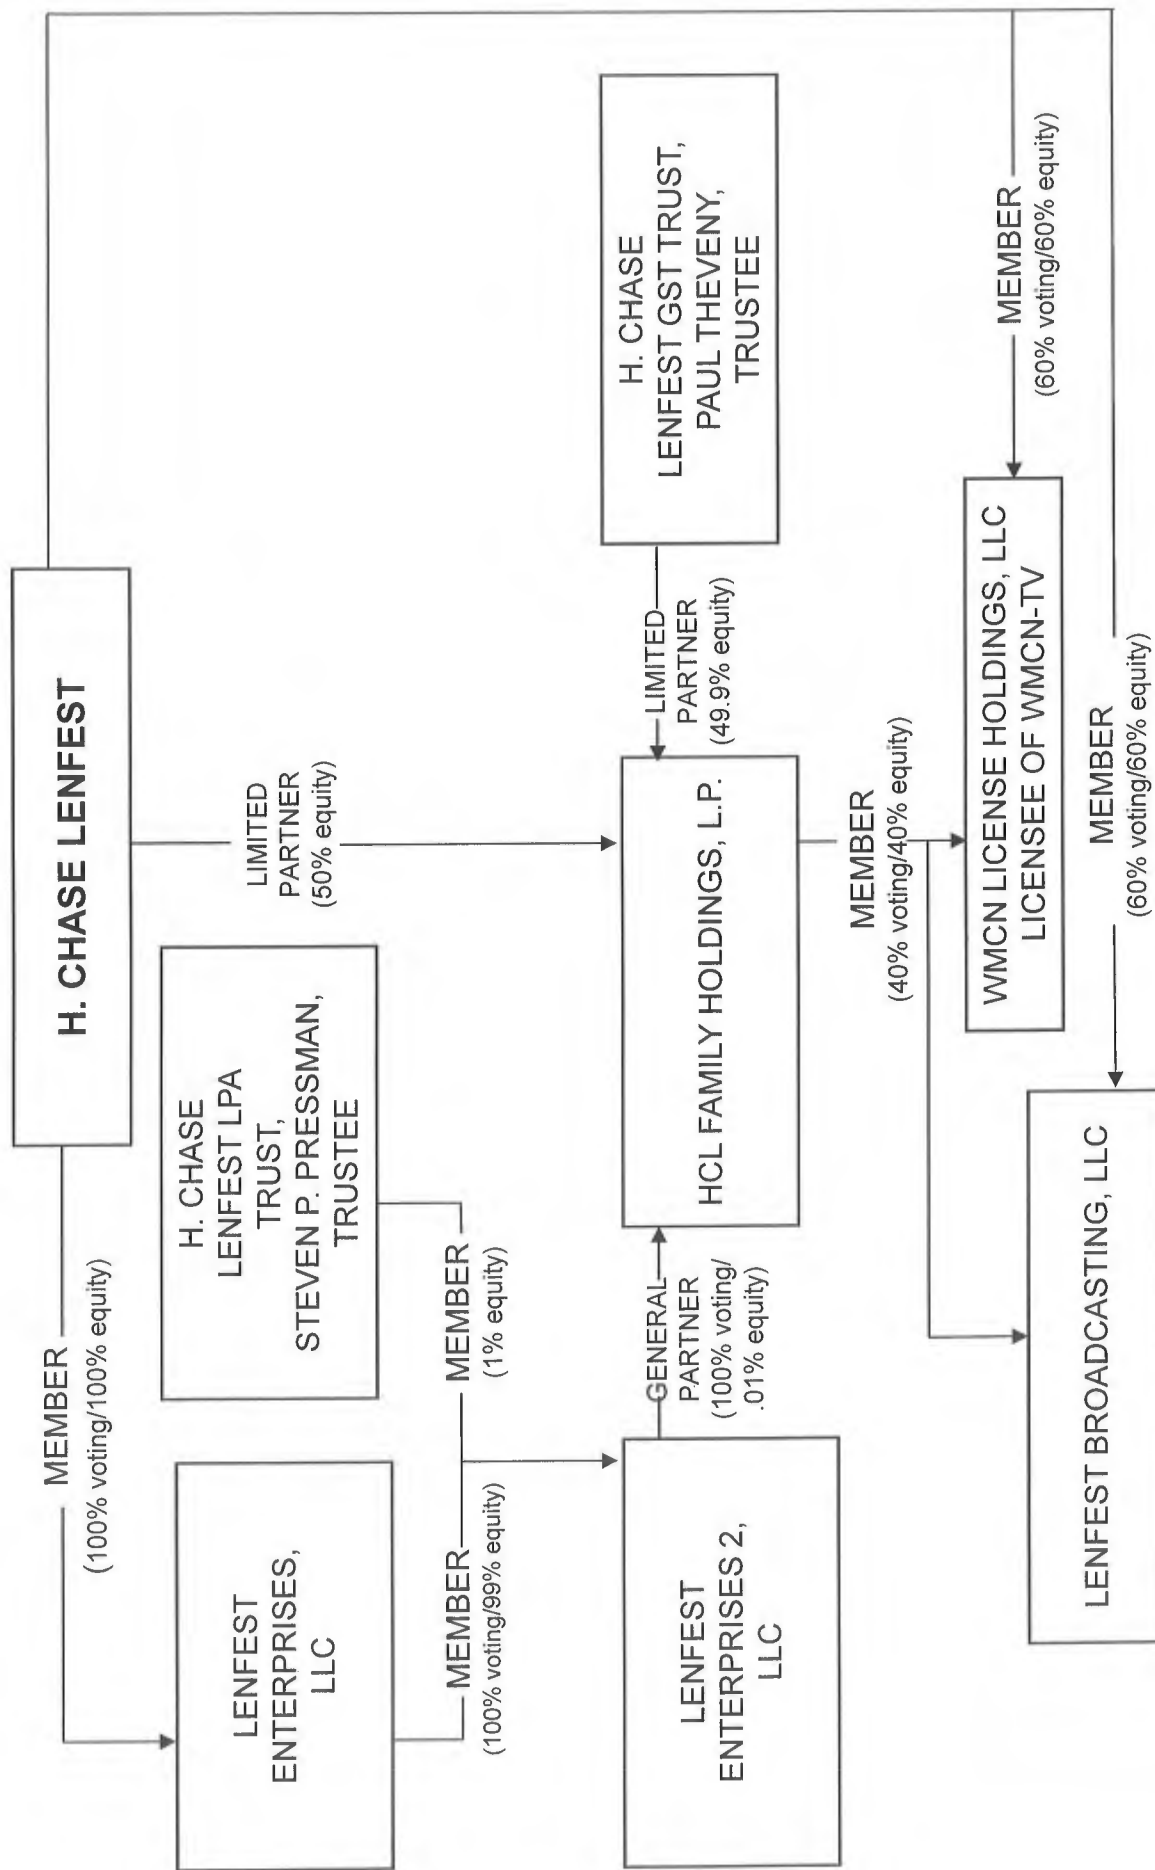 H. CHASE LENFEST
MEMBER
(100% voting/100% equity)
LIMITED
PARTNER
(50% equity)
LENFEST
ENTERPRISES,
LLC
H. CHASE
LENFEST LPA
TRUST,
STEVEN P. PRESSMAN,
TRUSTEE
MEMBER
(100% voting/99% equity)
MEMBER
(1% equity)
LENFEST
ENTERPRISES 2,
LLC
GENERAL
PARTNER
(100% voting/
.01% equity)
HCL FAMILY HOLDINGS, L.P.
LIMITED
PARTNER
(49.9% equity)
H. CHASE
LENFEST GST TRUST,
PAUL THEVENY,
TRUSTEE
MEMBER
(40% voting/40% equity)
MEMBER
(60% voting/60% equity)
WMCN LICENSE HOLDINGS, LLC
LICENSEE OF WMCN-TV
LENFEST BROADCASTING, LLC
MEMBER
(60% voting/60% equity)